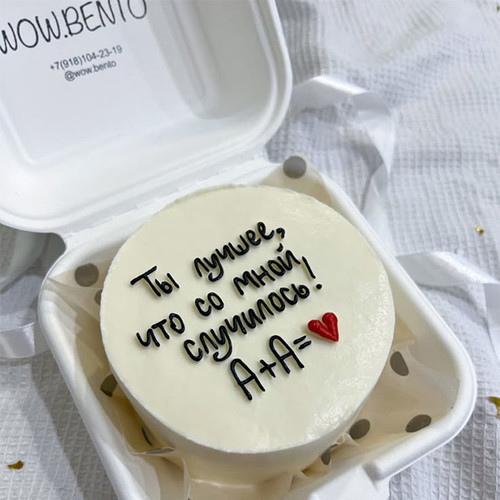 WOW.BENTO
+7(918)104-23-19
@wow.bento
Ты лучшее,
что со мной
случилось!
А+А=❤